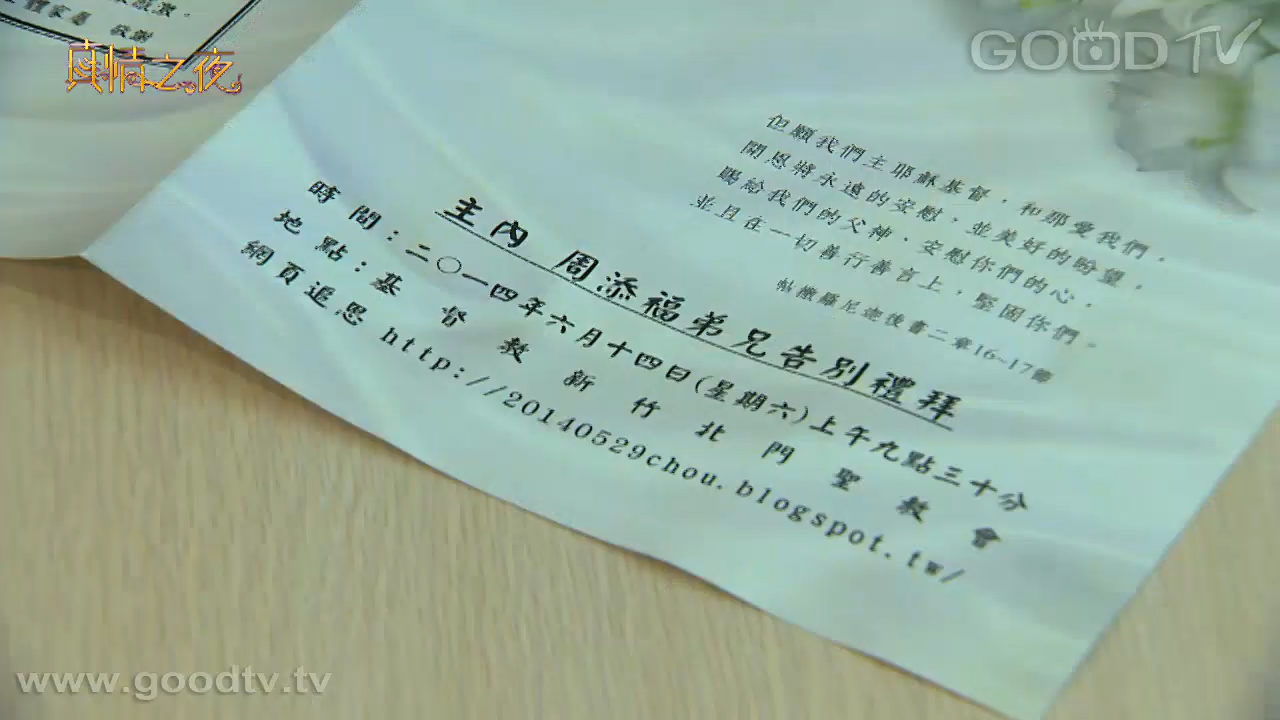 體家屬 敬謝
真情之夜
GOOD TV
但願我們主耶穌基督，和那愛我們，
開恩將永遠的安慰，並美好的盼望，
賜給我們的父神，安慰你們的心，
並且在一切善行善言上，堅固你們。
帖撒羅尼迦後書二章16~17節
主內 周添福弟兄告別禮拜
時間：二〇一四年六月十四日(星期六)上午九點三十分
地點：基督教新竹北門聖教會
網頁追思 http://20140529chou.blogspot.tw/
www.goodtv.tv